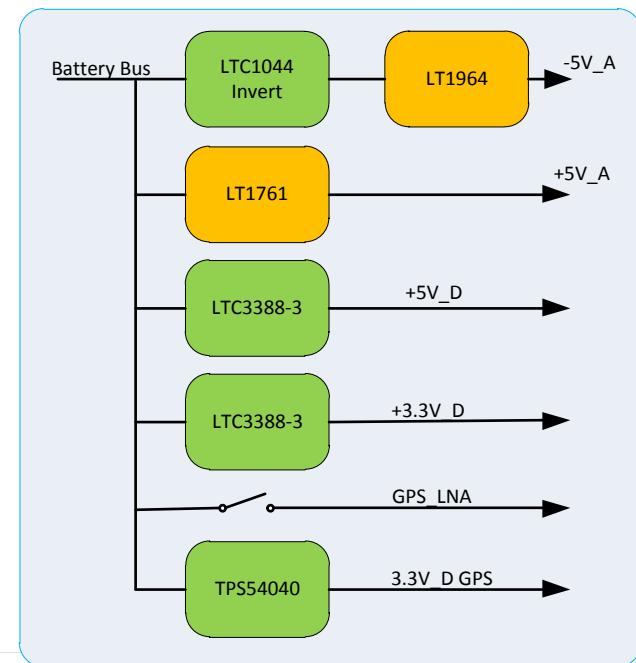 Battery Bus
LTC1044
Invert
LT1964
-5V_A
LT1761
+5V_A
LTC3388-3
+5V_D
LTC3388-3
+3.3V_D
GPS_LNA
TPS54040
3.3V_D GPS